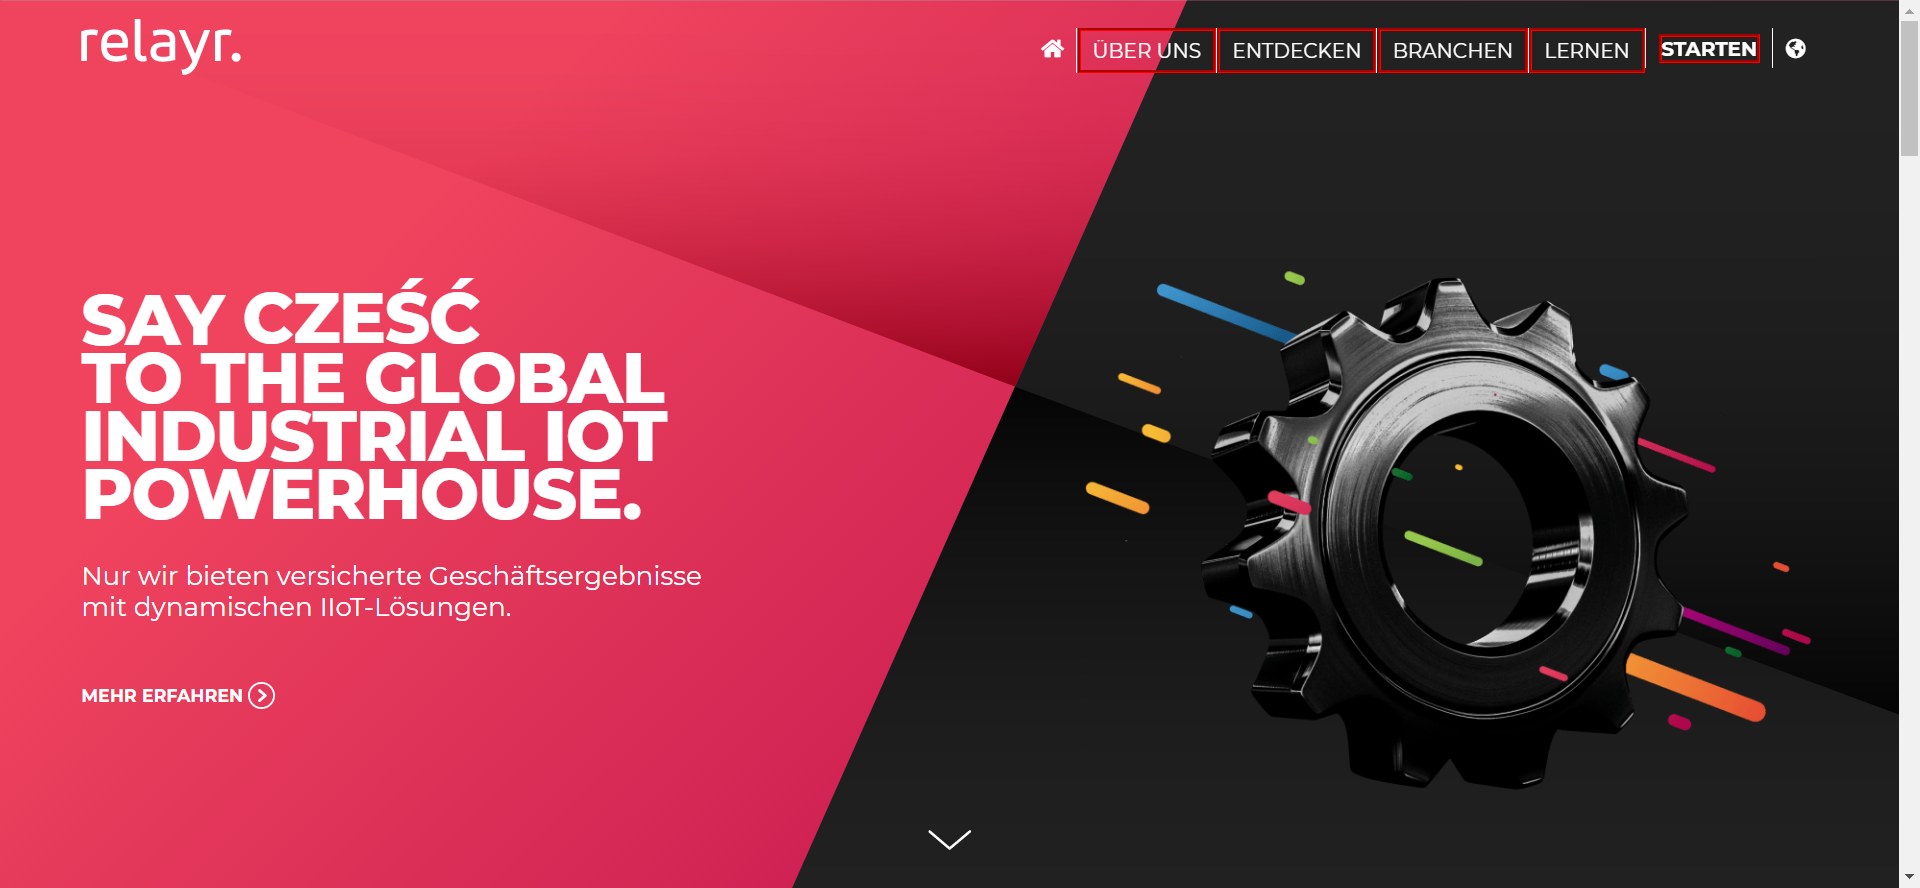 relayr.
ÜBER UNS
ENTDECKEN
BRANCHEN
LERNEN
STARTEN
SAY CZEŚĆ
TO THE GLOBAL
INDUSTRIAL IOT
POWERHOUSE.
Nur wir bieten versicherte Geschäftsergebnisse
mit dynamischen IIoT-Lösungen.
MEHR ERFAHREN